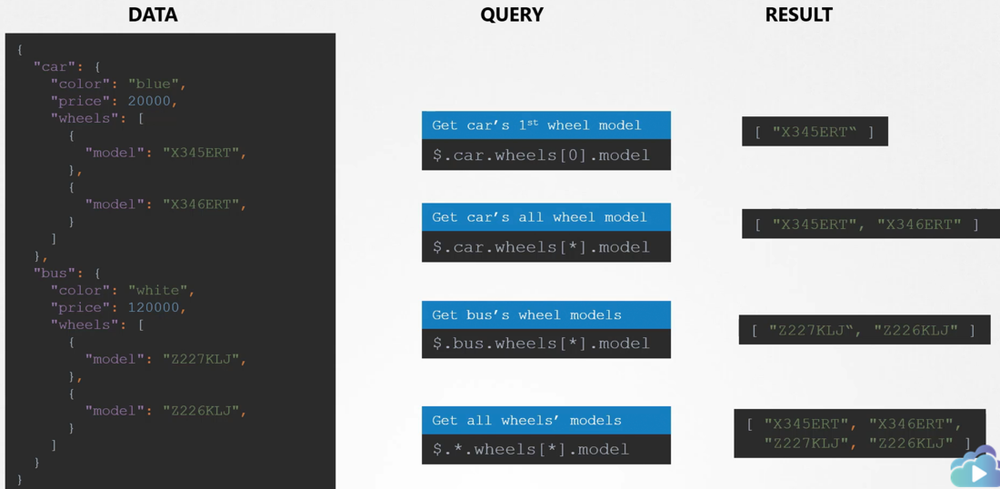 DATA
QUERY
RESULT
{
"car": {
"color": "blue",
"price": 20000,
"wheels": [
{
"model": "X345ERT",
},
{
"model": "X346ERT",
}
]
},
"bus": {
"color": "white",
"price": 120000,
"wheels": [
{
"model": "Z227KLJ",
},
{
"model": "Z226KLJ",
}
]
}
}
Get car’s 1st wheel model
$.car.wheels[0].model
[ "X345ERT“ ]
Get car’s all wheel model
$.car.wheels[*].model
[ "X345ERT", "X346ERT" ]
Get bus’s wheel models
$.bus.wheels[*].model
[ "Z227KLJ“, "Z226KLJ" ]
Get all wheels’ models
$.*.wheels[*].model
[ "X345ERT", "X346ERT",
"Z227KLJ", "Z226KLJ" ]